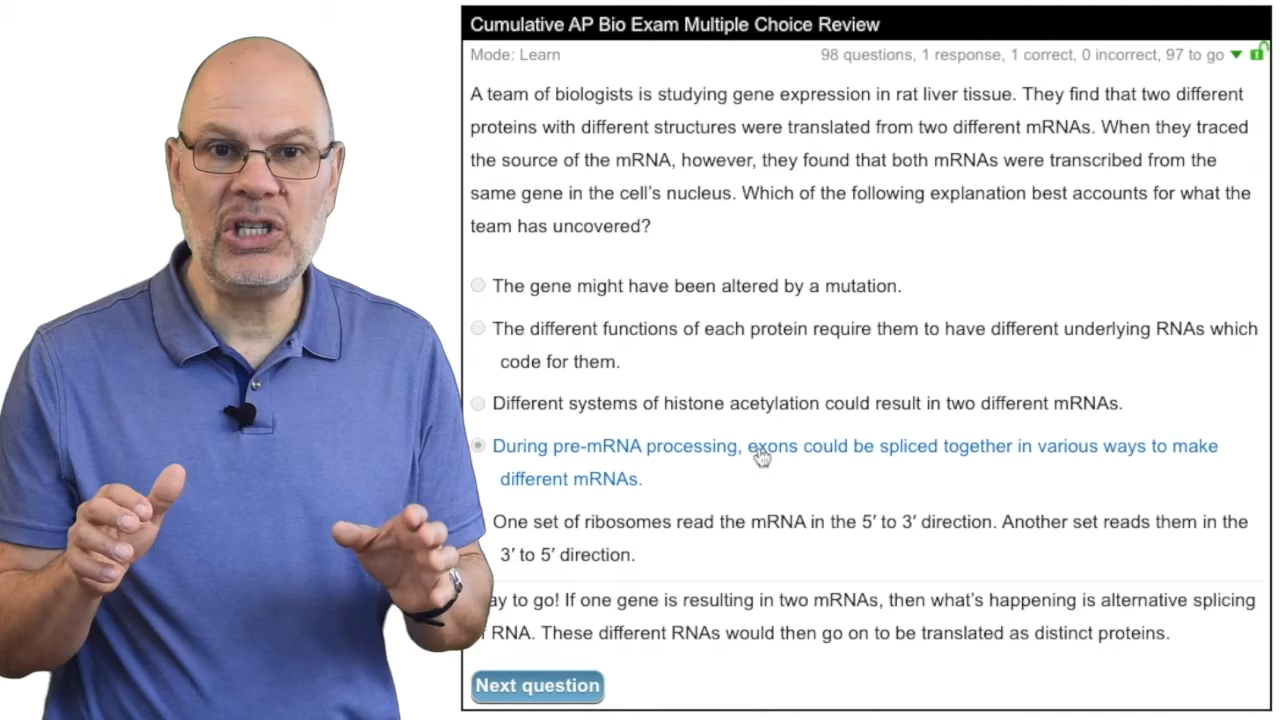 Cumulative AP Bio Exam Multiple Choice Review
Mode: Learn
98 questions, 1 response, 1 correct, 0 incorrect, 97 to go
A team of biologists is studying gene expression in rat liver tissue. They find that two different
proteins with different structures were translated from two different mRNAs. When they traced
the source of the mRNA, however, they found that both mRNAs were transcribed from the
same gene in the cell's nucleus. Which of the following explanation best accounts for what the
team has uncovered?
The gene might have been altered by a mutation.
The different functions of each protein require them to have different underlying RNAs which
code for them.
Different systems of histone acetylation could result in two different mRNAs.
During pre-mRNA processing, exons could be spliced together in various ways to make
different mRNAs.
One set of ribosomes read the mRNA in the 5′ to 3′ direction. Another set reads them in the
3′ to 5′ direction.
ay to go! If one gene is resulting in two mRNAs, then what's happening is alternative splicing
f RNA. These different RNAs would then go on to be translated as distinct proteins.
Next question